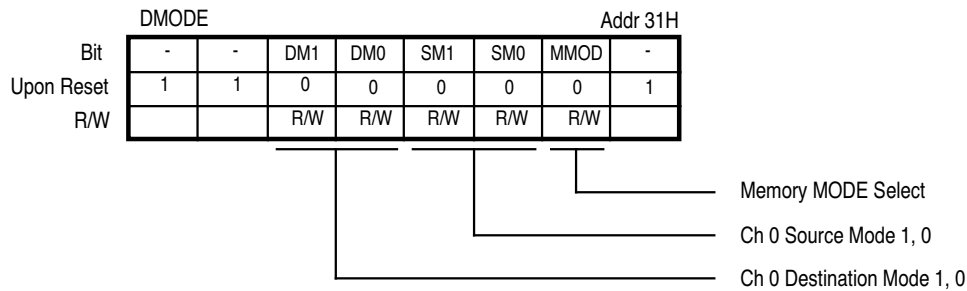 DMODE Addr 31H
Bit - - DM1 DM0 SM1 SM0 MMOD -
Upon Reset 1 1 0 0 0 0 0 1
R/W R/W R/W R/W R/W R/W
Memory MODE Select
Ch 0 Source Mode 1, 0
Ch 0 Destination Mode 1, 0